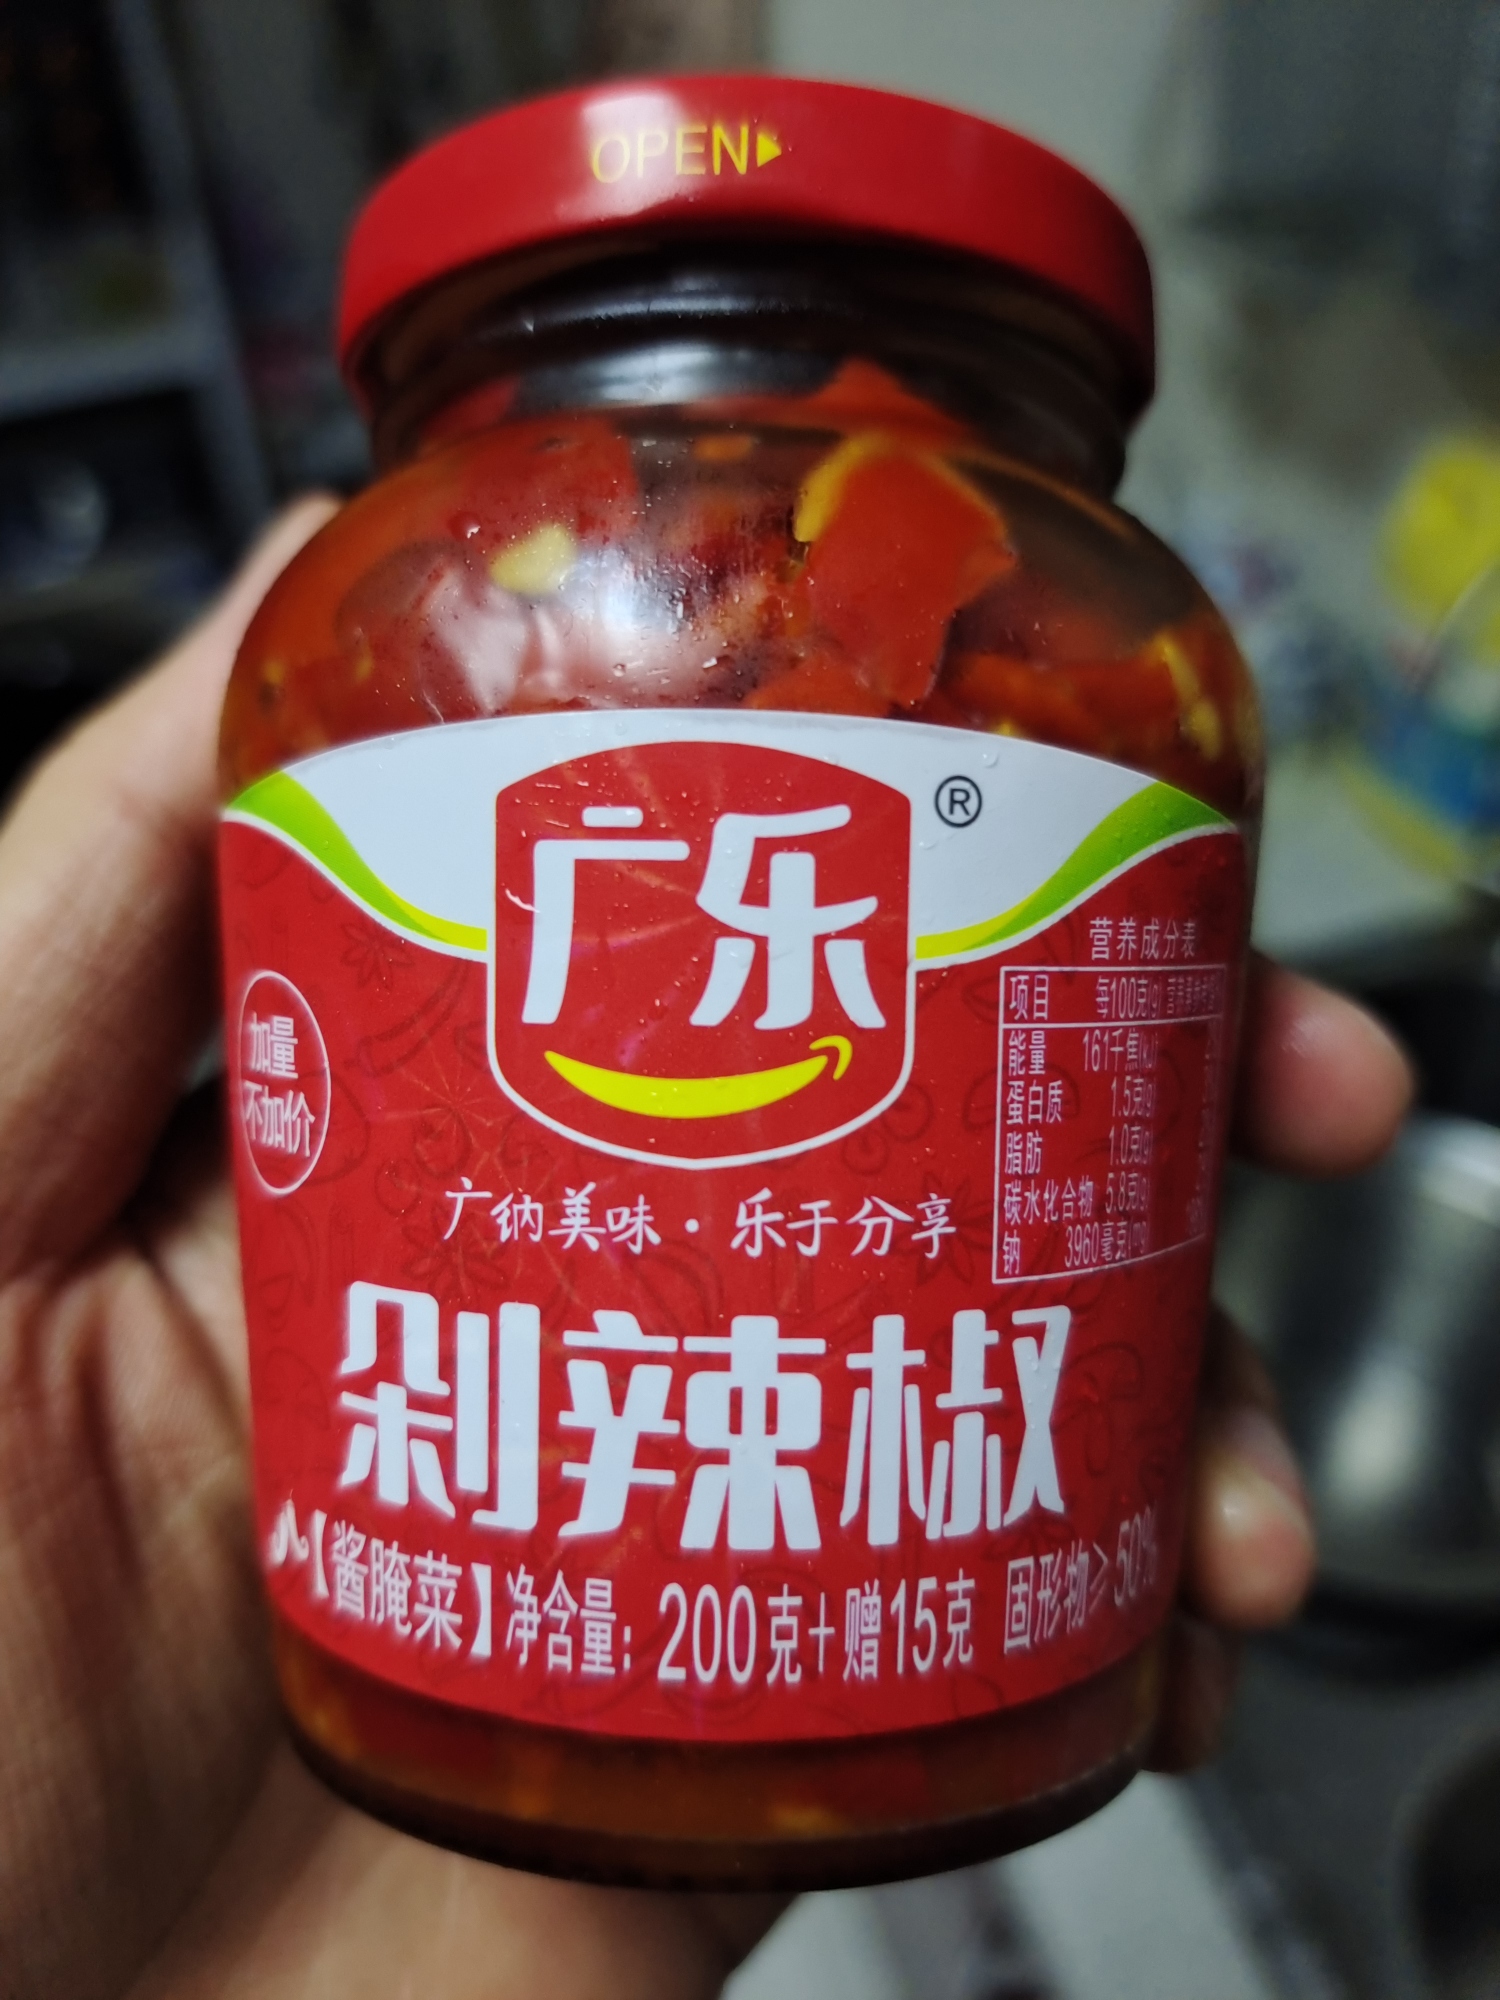 OPEN
广乐
®
加量
不加价
广纳美味·乐于分享
营养成分表
项目 每100克(g)
能量 161千焦(kJ)
蛋白质 1.5克(g)
脂肪 1.0克(g)
碳水化合物 5.8克(g)
钠 3960毫克(mg)
剁辣椒
【酱腌菜】净含量：200克+赠15克 固形物≥50%